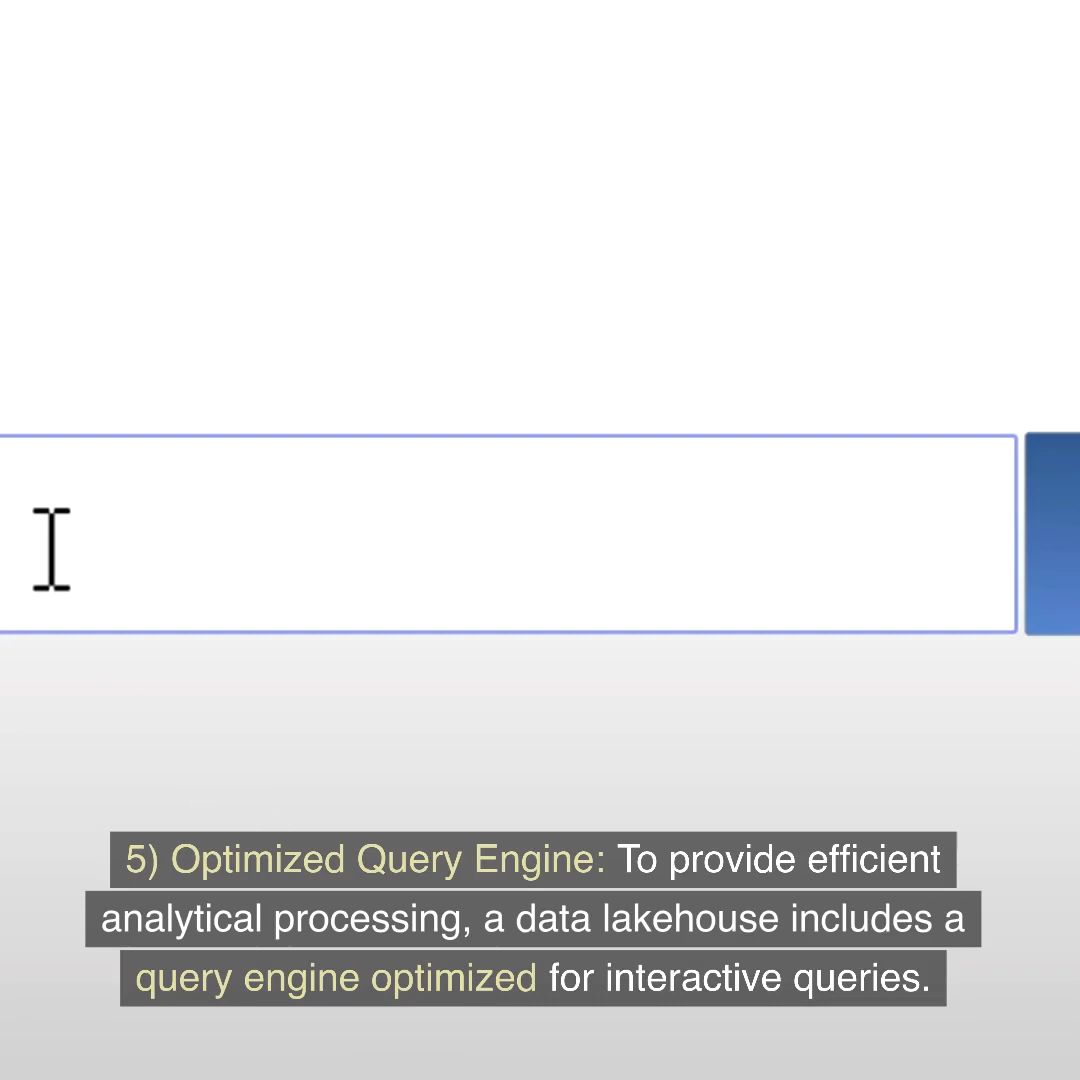 5) Optimized Query Engine: To provide efficient
analytical processing, a data lakehouse includes a
query engine optimized for interactive queries.